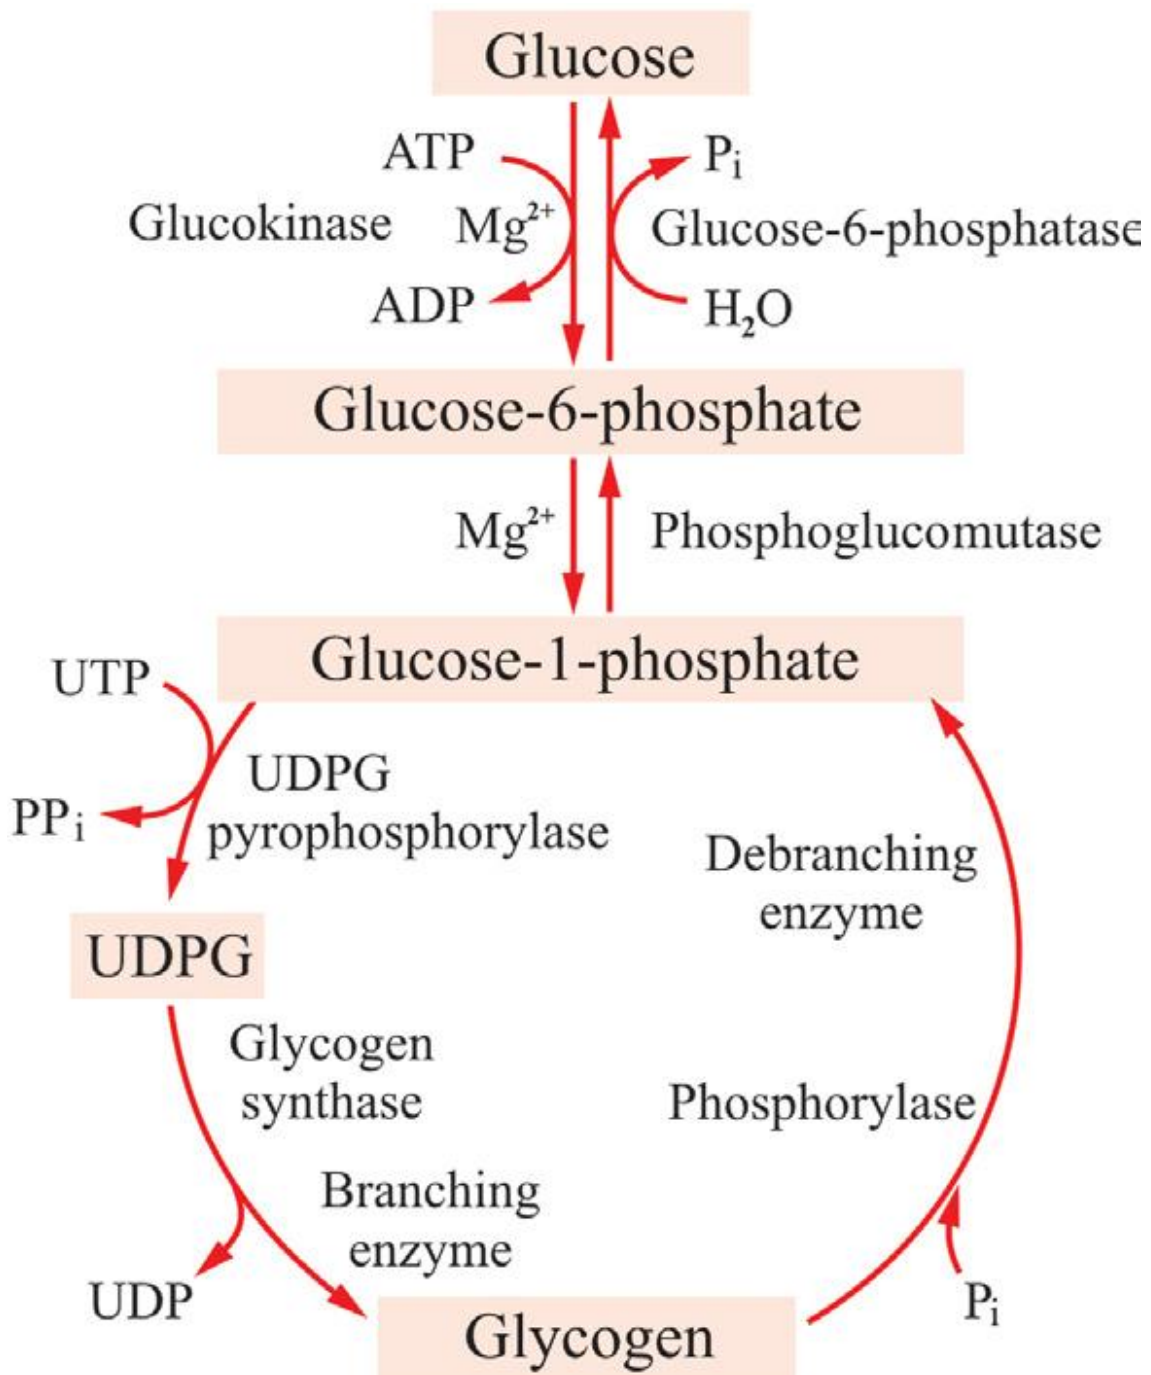 Glucose
ATP
Pi
Glucokinase
Mg²⁺
Glucose-6-phosphatase
ADP
H₂O
Glucose-6-phosphate
Mg²⁺
Phosphoglucomutase
Glucose-1-phosphate
UTP
UDPG
pyrophosphorylase
PPi
Debranching
enzyme
UDPG
Glycogen
synthase
Phosphorylase
Branching
enzyme
UDP
Pi
Glycogen